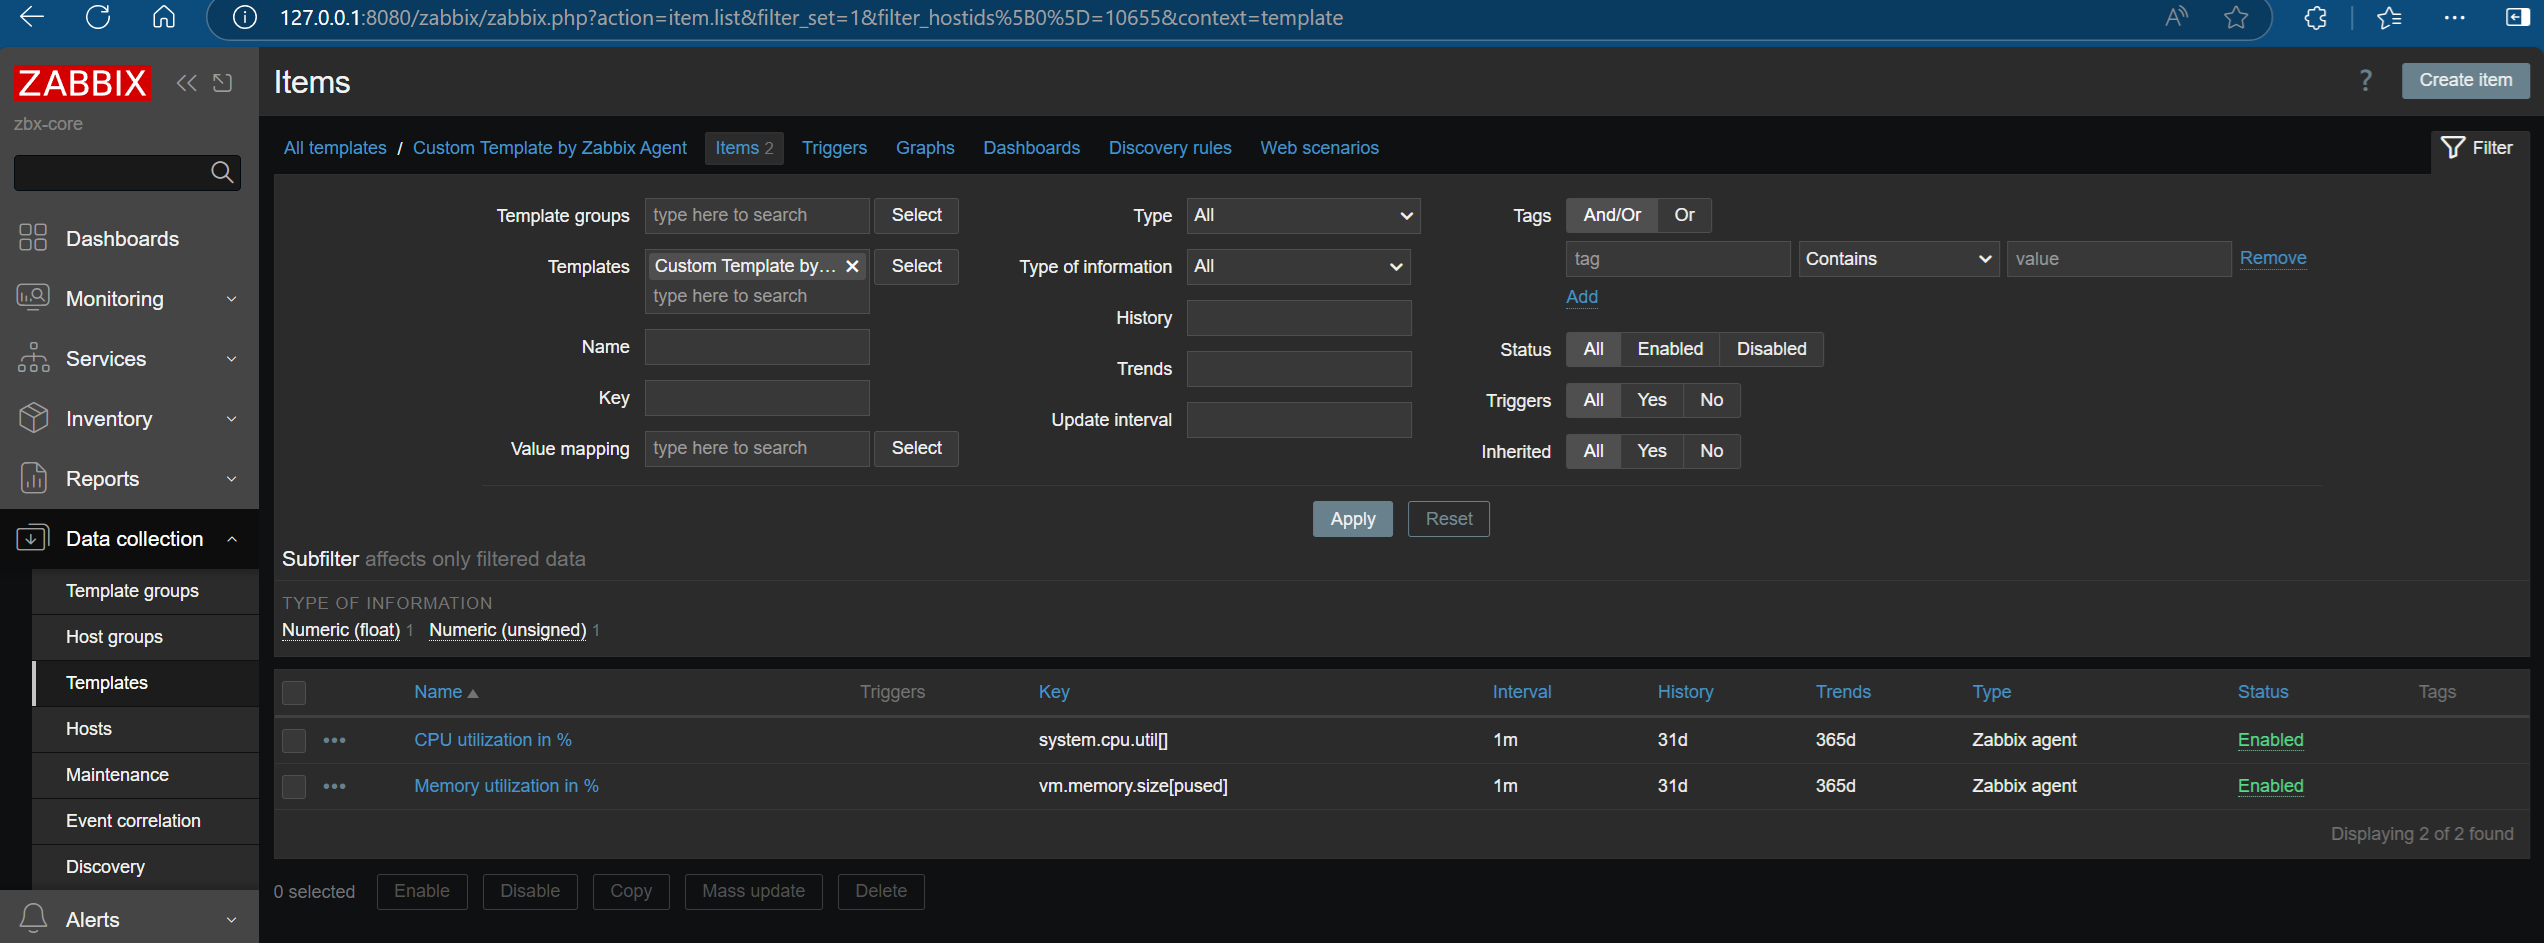 127.0.0.1:8080/zabbix/zabbix.php?action=item.list&filter_set=1&filter_hostids%5B0%5D=10655&context=template
ZABBIX
zbx-core
Dashboards
Monitoring
Services
Inventory
Reports
Data collection
Template groups
Host groups
Templates
Hosts
Maintenance
Event correlation
Discovery
Alerts
Items
? Create item
All templates / Custom Template by Zabbix Agent Items 2 Triggers Graphs Dashboards Discovery rules Web scenarios
Filter
Template groups type here to search Select
Templates Custom Template by... Select
type here to search
Name
Key
Value mapping type here to search Select
Type All
Type of information All
History
Trends
Update interval
Tags And/Or Or
tag Contains value Remove
Add
Status All Enabled Disabled
Triggers All Yes No
Inherited All Yes No
Apply Reset
Subfilter affects only filtered data
TYPE OF INFORMATION
Numeric (float) 1 Numeric (unsigned) 1
Name Triggers Key Interval History Trends Type Status Tags
CPU utilization in % system.cpu.util[] 1m 31d 365d Zabbix agent Enabled
Memory utilization in % vm.memory.size[pused] 1m 31d 365d Zabbix agent Enabled
Displaying 2 of 2 found
0 selected Enable Disable Copy Mass update Delete